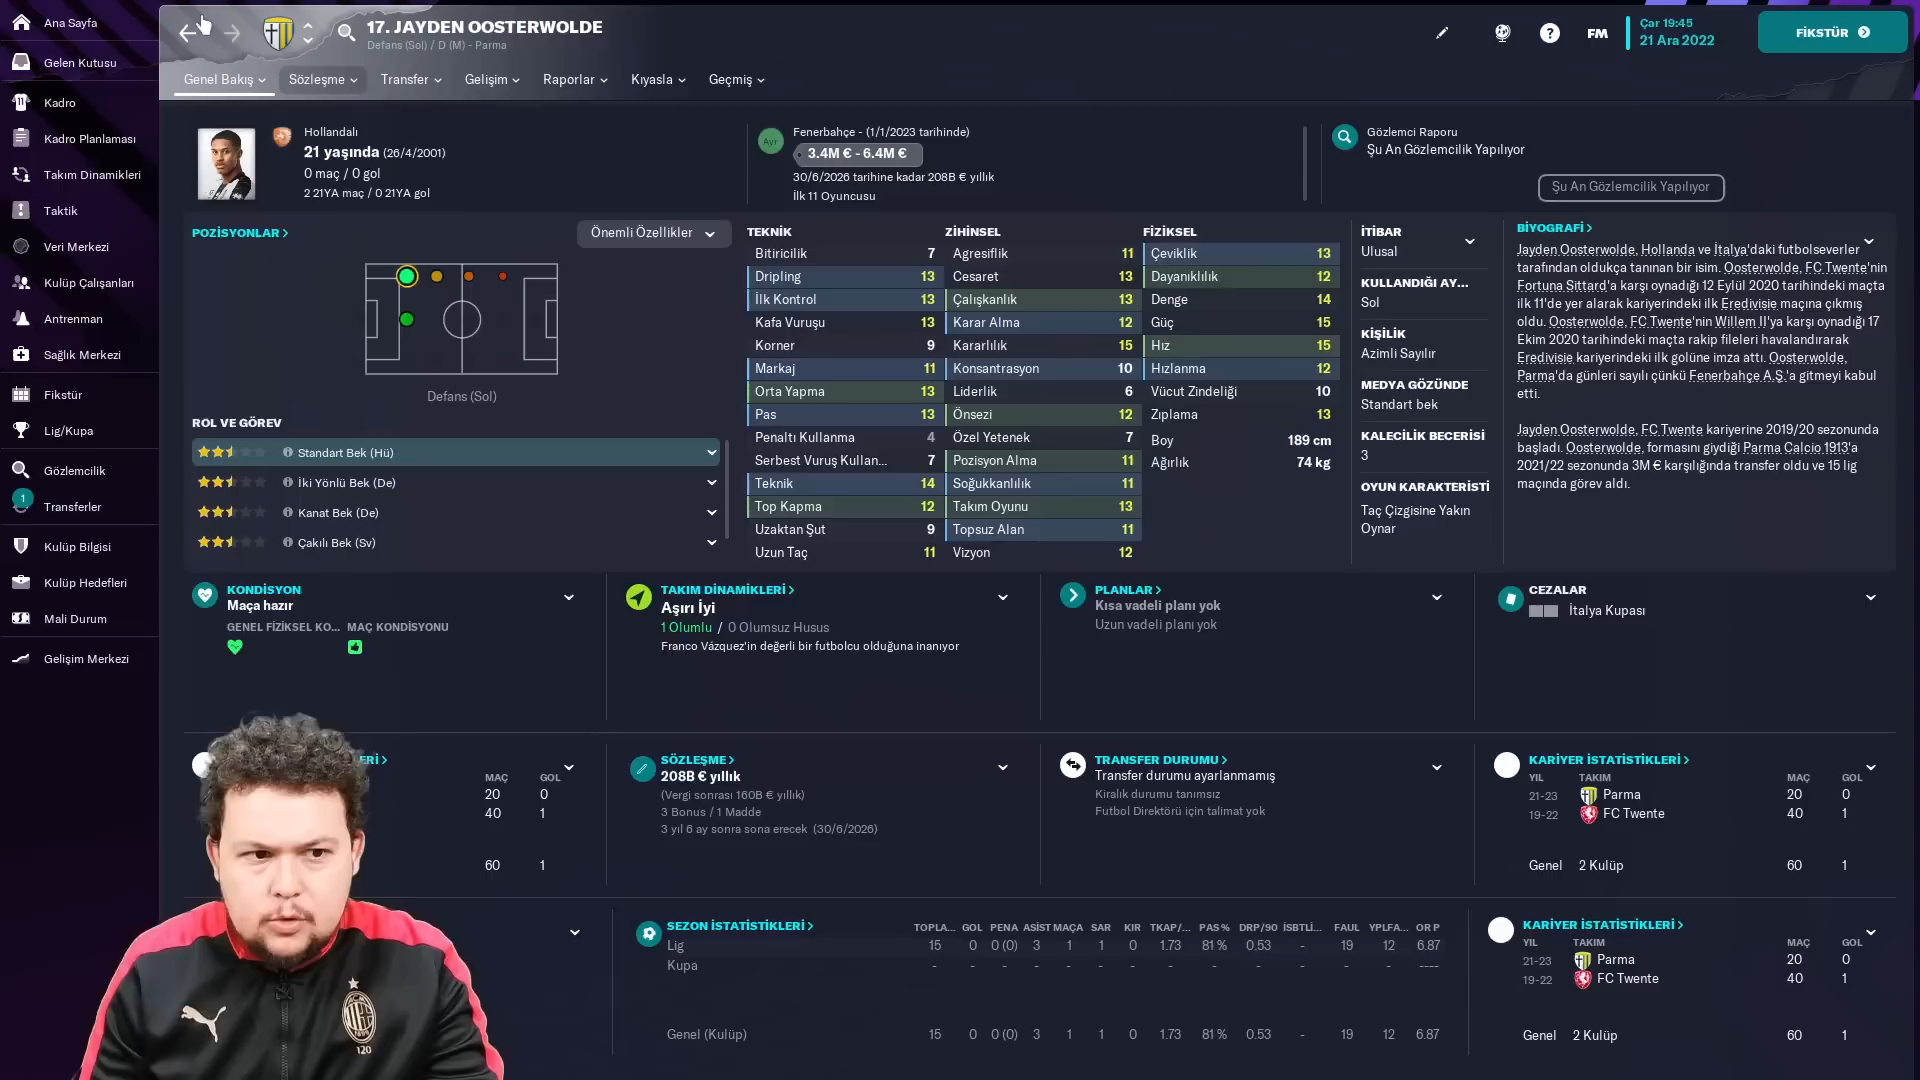 Ana Sayfa
Gelen Kutusu
Kadro
Kadro Planlaması
Takım Dinamikleri
Taktik
Veri Merkezi
Kulüp Çalışanları
Antrenman
Sağlık Merkezi
Fikstür
Lig/Kupa
Gözlemcilik
1
Transferler
Kulüp Bilgisi
Kulüp Hedefleri
Mali Durum
Gelişim Merkezi
17. JAYDEN OOSTERWOLDE
Defans (Sol) / D (M) - Parma
FM
Çar 19:45
21 Ara 2022
FİKSTÜR
Genel Bakış Sözleşme Transfer Gelişim Raporlar Kıyasla Geçmiş
Hollandalı
21 yaşında (26/4/2001)
0 maç / 0 gol
2 21YA maç / 0 21YA gol
Ayr
Fenerbahçe - (1/1/2023 tarihinde)
3.4M € - 6.4M €
30/6/2026 tarihine kadar 208B € yıllık
İlk 11 Oyuncusu
Gözlemci Raporu
Şu An Gözlemcilik Yapılıyor
Şu An Gözlemcilik Yapılıyor
POZİSYONLAR
Önemli Özellikler
Defans (Sol)
ROL VE GÖREV
Standart Bek (Hü)
İki Yönlü Bek (De)
Kanat Bek (De)
Çakılı Bek (Sv)
TEKNİK
Bitiricilik 7
Dripling 13
İlk Kontrol 13
Kafa Vuruşu 13
Korner 9
Markaj 11
Orta Yapma 13
Pas 13
Penaltı Kullanma 4
Serbest Vuruş Kullan... 7
Teknik 14
Top Kapma 12
Uzaktan Şut 9
Uzun Taç 11
ZİHİNSEL
Agresiflik 11
Cesaret 13
Çalışkanlık 13
Karar Alma 12
Kararlılık 15
Konsantrasyon 10
Liderlik 6
Önsezi 12
Özel Yetenek 7
Pozisyon Alma 11
Soğukkanlılık 11
Takım Oyunu 13
Topsuz Alan 11
Vizyon 12
FİZİKSEL
Çeviklik 13
Dayanıklılık 12
Denge 14
Güç 15
Hız 15
Hızlanma 12
Vücut Zindeliği 10
Zıplama 13
Boy 189 cm
Ağırlık 74 kg
İTİBAR
Ulusal
KULLANDIĞI AY...
Sol
KİŞİLİK
Azimli Sayılır
MEDYA GÖZÜNDE
Standart bek
KALECİLİK BECERİSİ
3
OYUN KARAKTERİSTİ
Taç Çizgisine Yakın
Oynar
BİYOGRAFİ
Jayden Oosterwolde, Hollanda ve İtalya'daki futbolseverler
tarafından oldukça tanınan bir isim. Oosterwolde, FC Twente'nin
Fortuna Sittard'a karşı oynadığı 12 Eylül 2020 tarihindeki maçta
ilk 11'de yer alarak kariyerindeki ilk Eredivisie maçına çıkmış
oldu. Oosterwolde, FC Twente'nin Willem II'ya karşı oynadığı 17
Ekim 2020 tarihindeki maçta rakip fileleri havalandırarak
Eredivisie kariyerindeki ilk golüne imza attı. Oosterwolde,
Parma'da günleri sayılı çünkü Fenerbahçe A.Ş.'a gitmeyi kabul
etti.
Jayden Oosterwolde, FC Twente kariyerine 2019/20 sezonunda
başladı. Oosterwolde, formasını giydiği Parma Calcio 1913'a
2021/22 sezonunda 3M € karşılığında transfer oldu ve 15 lig
maçında görev aldı.
KONDİSYON
Maça hazır
GENEL FİZİKSEL KO... MAÇ KONDİSYONU
TAKIM DİNAMİKLERİ
Aşırı İyi
1 Olumlu / 0 Olumsuz Husus
Franco Vázquez'in değerli bir futbolcu olduğuna inanıyor
PLANLAR
Kısa vadeli planı yok
Uzun vadeli planı yok
CEZALAR
İtalya Kupası
ERİ
MAÇ GOL
20 0
40 1
60 1
SÖZLEŞME
208B € yıllık
(Vergi sonrası 160B € yıllık)
3 Bonus / 1 Madde
3 yıl 6 ay sonra sona erecek (30/6/2026)
TRANSFER DURUMU
Transfer durumu ayarlanmamış
Kiralık durumu tanımsız
Futbol Direktörü için talimat yok
KARİYER İSTATİSTİKLERİ
YIL TAKIM MAÇ GOL
21-23 Parma 20 0
19-22 FC Twente 40 1
Genel 2 Kulüp 60 1
SEZON İSTATİSTİKLERİ TOPLA... GOL PENA ASİST MAÇA SAR KIR TKAP/... PAS % DRP/90 İSBTLİ... FAUL YPLFA... OR P
Lig 15 0 0 (0) 3 1 1 0 1.73 81 % 0.53 - 19 12 6.87
Kupa - - - - - - - - - - - - - ----
Genel (Kulüp) 15 0 0 (0) 3 1 1 0 1.73 81 % 0.53 - 19 12 6.87
KARİYER İSTATİSTİKLERİ
YIL TAKIM MAÇ GOL
21-23 Parma 20 0
19-22 FC Twente 40 1
Genel 2 Kulüp 60 1
120